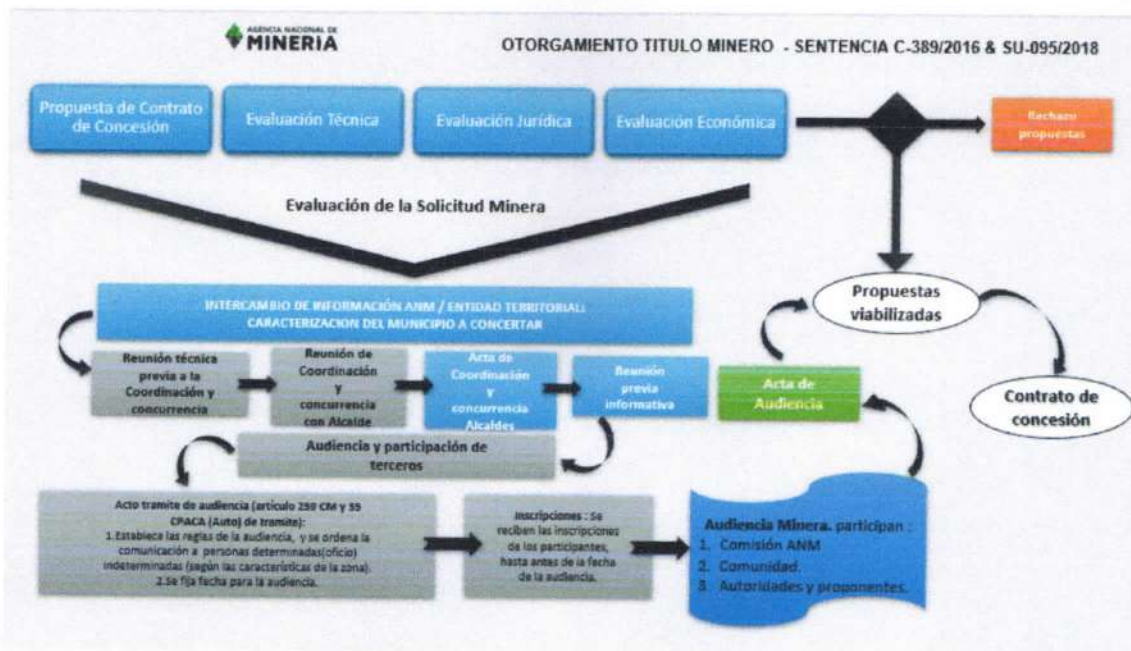 AGENCIA NACIONAL DE
MINERÍA
OTORGAMIENTO TITULO MINERO - SENTENCIA C-389/2016 & SU-095/2018
Propuesta de Contrato
de Concesión
Evaluación Técnica
Evaluación Jurídica
Evaluación Económica
Rechazo
propuestas
Evaluación de la Solicitud Minera
INTERCAMBIO DE INFORMACIÓN ANM / ENTIDAD TERRITORIAL:
CARACTERIZACION DEL MUNICIPIO A CONCERTAR
Propuestas
viabilizadas
Reunión técnica
previa a la
Coordinación y
concurrencia
Reunión de
Coordinación
y
concurrencia
con Alcalde
Acta de
Coordinación
y
concurrencia
Alcaldes
Reunión
previa
informativa
Acta de
Audiencia
Contrato de
concesión
Audiencia y participación de
terceros
Acto tramite de audiencia (artículo 259 CM y 35
CPACA (Auto) de tramite):
1.Establece las reglas de la audiencia, y se ordena la
comunicación a personas determinadas(oficio)
indeterminadas (según las características de la zona).
2.Se fija fecha para la audiencia.
Inscripciones : Se
reciben las inscripciones
de los participantes,
hasta antes de la fecha
de la audiencia.
Audiencia Minera. participan :
1. Comisión ANM
2. Comunidad.
3. Autoridades y proponentes.